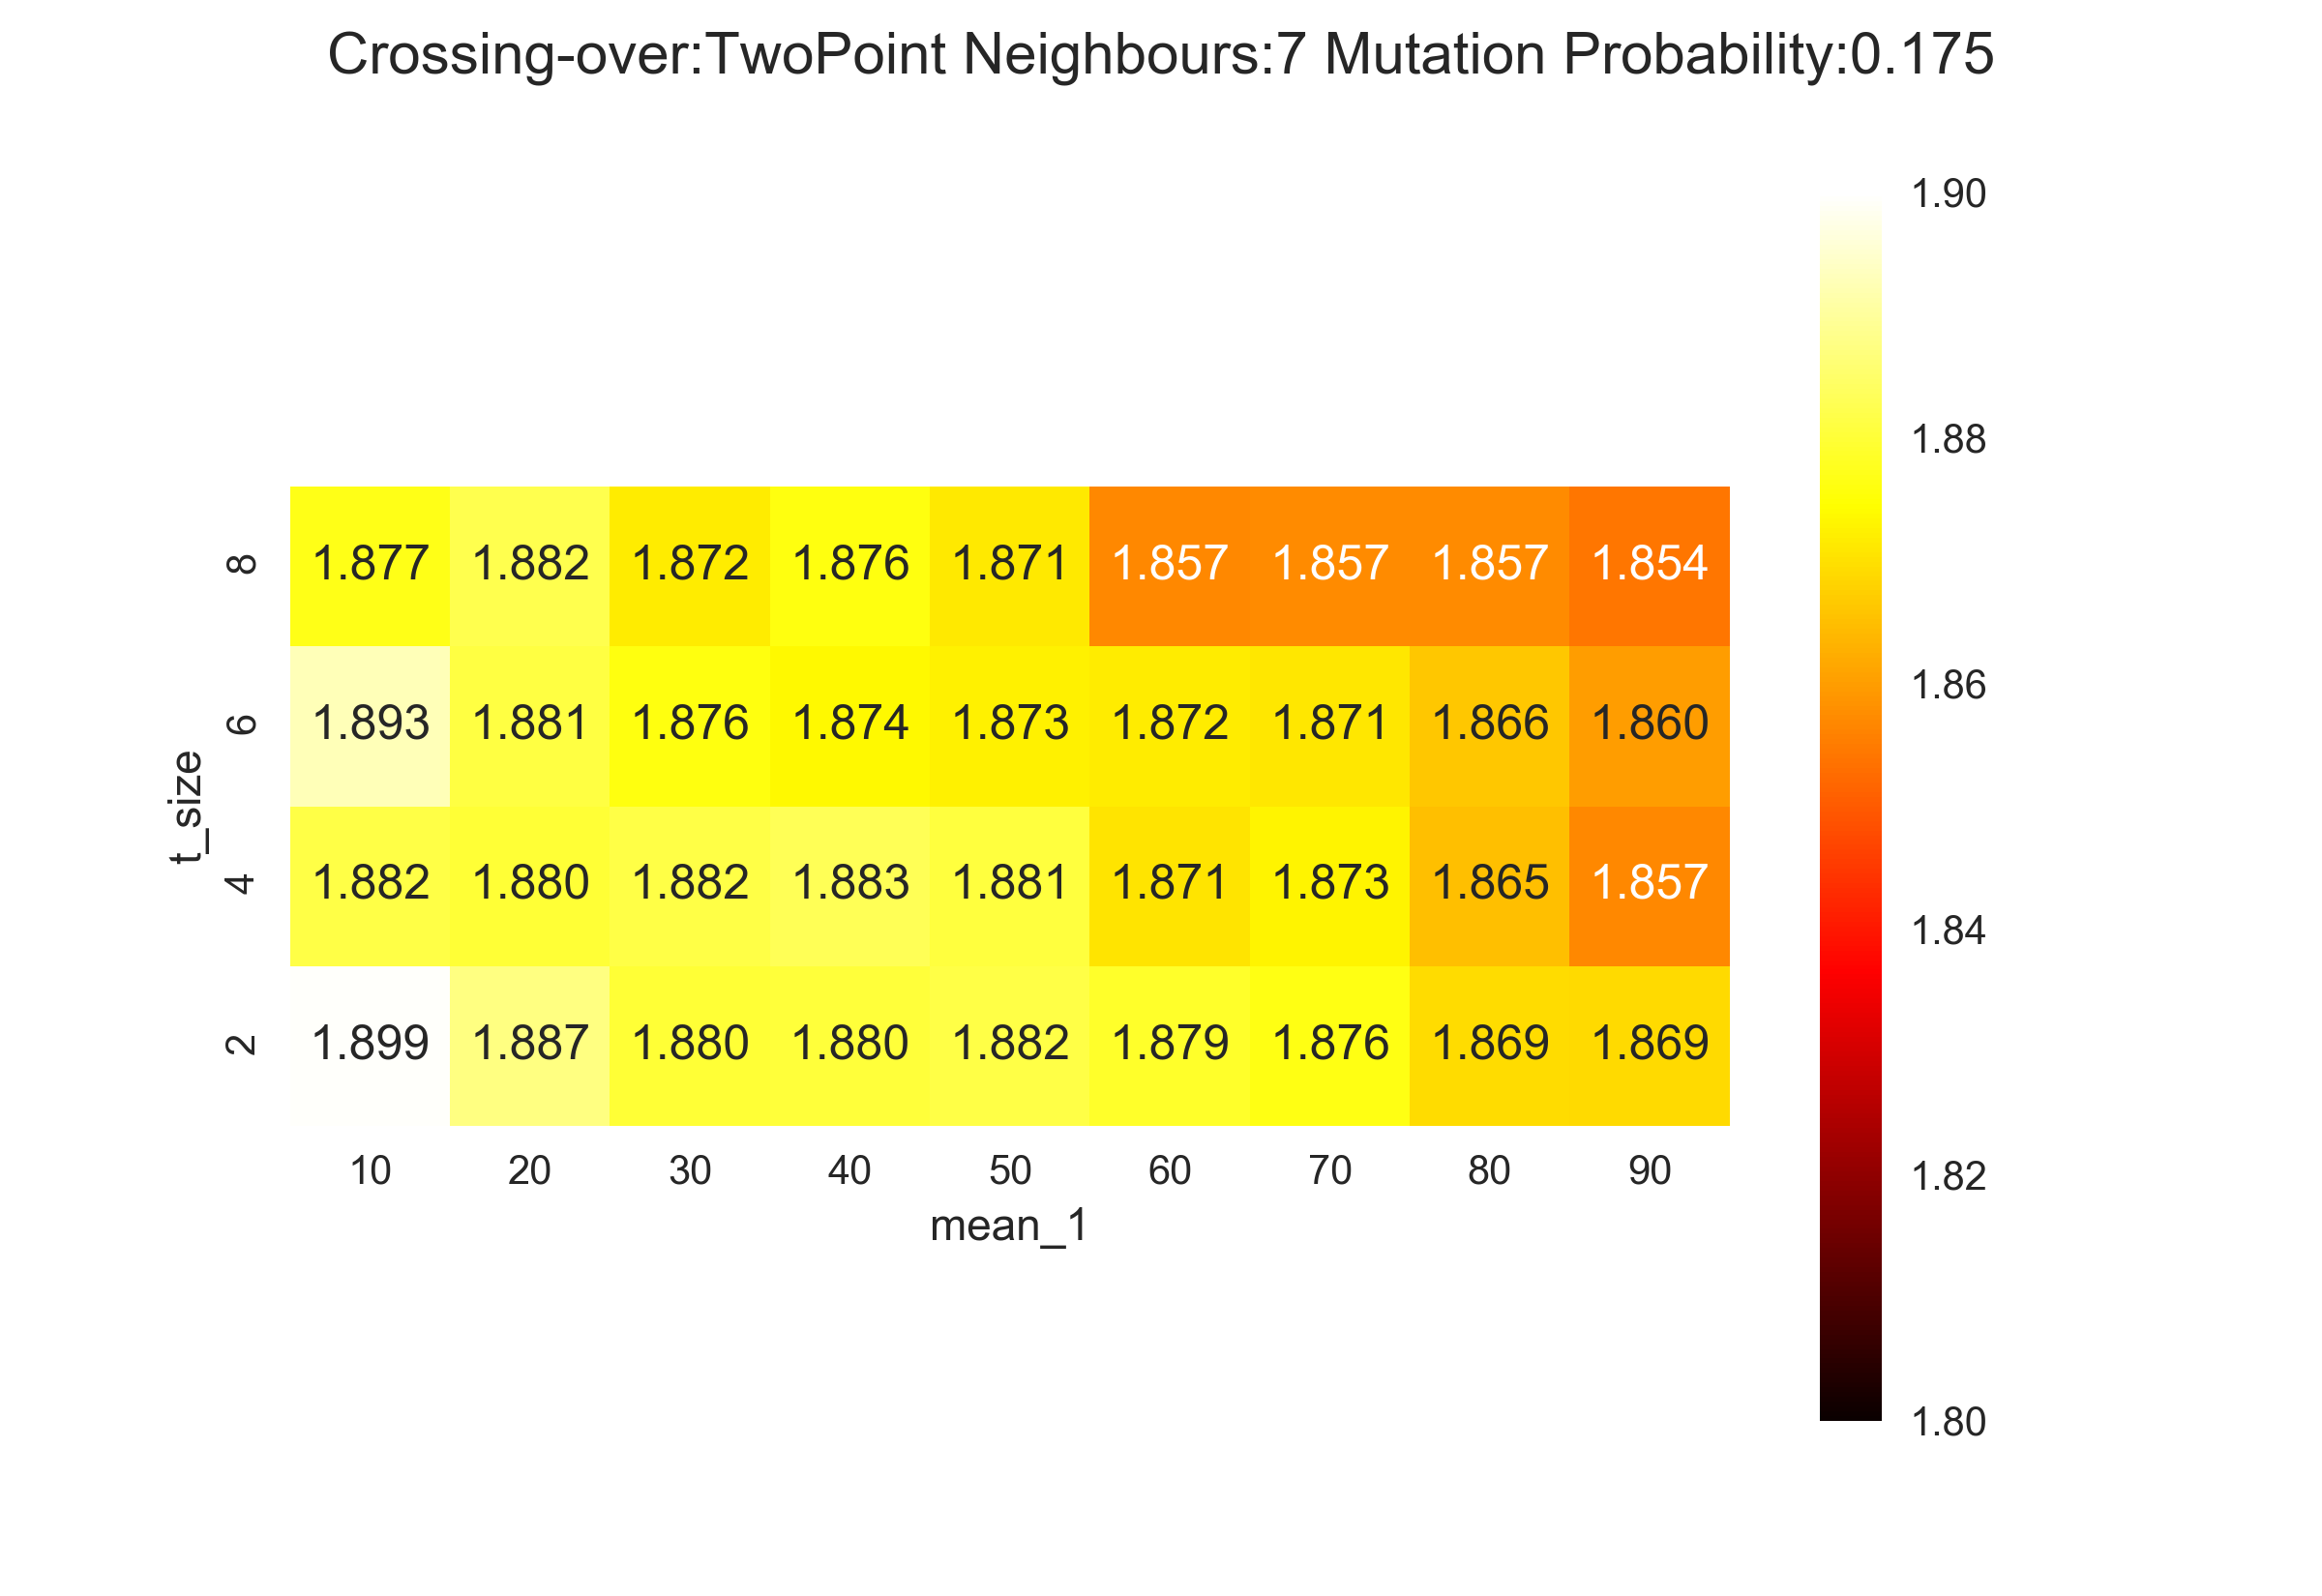 Crossing-over:TwoPoint Neighbours:7 Mutation Probability:0.175
t_size
8 1.877 1.882 1.872 1.876 1.871 1.857 1.857 1.857 1.854
6 1.893 1.881 1.876 1.874 1.873 1.872 1.871 1.866 1.860
4 1.882 1.880 1.882 1.883 1.881 1.871 1.873 1.865 1.857
2 1.899 1.887 1.880 1.880 1.882 1.879 1.876 1.869 1.869
10 20 30 40 50 60 70 80 90
mean_1
1.90
1.88
1.86
1.84
1.82
1.80